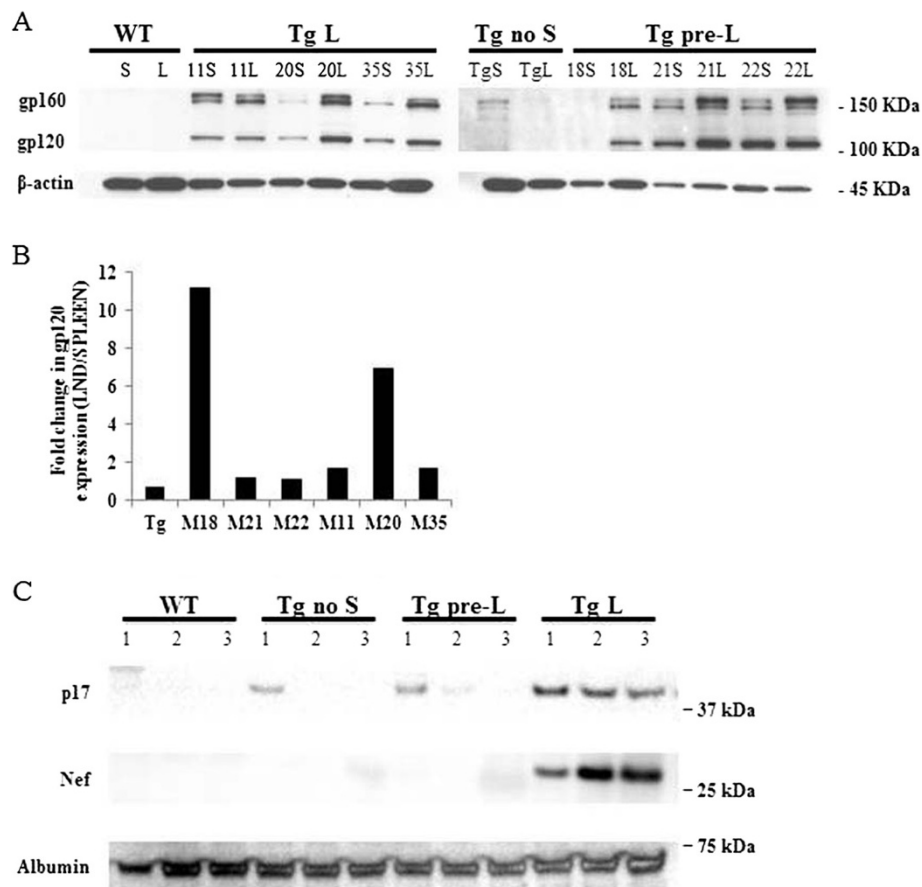 A
WT Tg L Tg no S Tg pre-L
S L 11S 11L 20S 20L 35S 35L TgS TgL 18S 18L 21S 21L 22S 22L
gp160 - 150 KDa
gp120 - 100 KDa
β-actin - 45 KDa
B
Fold change in gp120
expression (LND/SPLEEN)
12
10
8
6
4
2
0
Tg M18 M21 M22 M11 M20 M35
C
WT Tg no S Tg pre-L Tg L
1 2 3 1 2 3 1 2 3 1 2 3
p17
- 37 kDa
Nef
- 25 kDa
- 75 kDa
Albumin